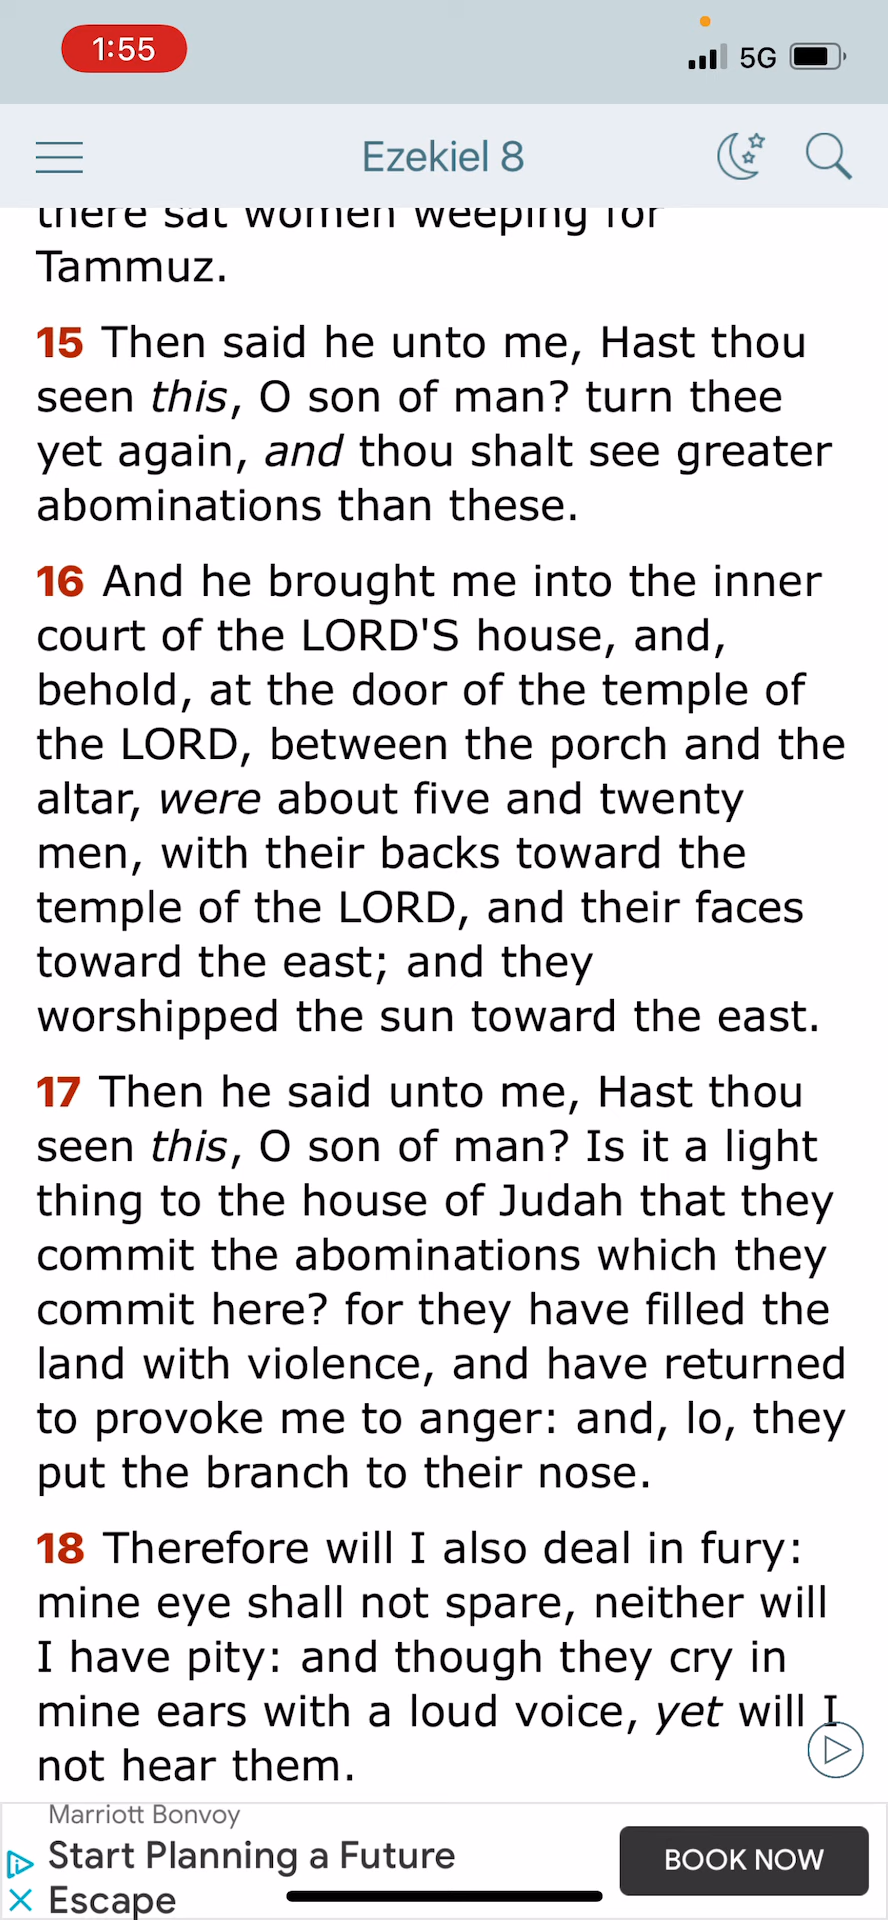 1:55
5G
Ezekiel 8
there sat women weeping for
Tammuz.
15 Then said he unto me, Hast thou
seen this, O son of man? turn thee
yet again, and thou shalt see greater
abominations than these.
16 And he brought me into the inner
court of the LORD'S house, and,
behold, at the door of the temple of
the LORD, between the porch and the
altar, were about five and twenty
men, with their backs toward the
temple of the LORD, and their faces
toward the east; and they
worshipped the sun toward the east.
17 Then he said unto me, Hast thou
seen this, O son of man? Is it a light
thing to the house of Judah that they
commit the abominations which they
commit here? for they have filled the
land with violence, and have returned
to provoke me to anger: and, lo, they
put the branch to their nose.
18 Therefore will I also deal in fury:
mine eye shall not spare, neither will
I have pity: and though they cry in
mine ears with a loud voice, yet will I
not hear them.
Marriott Bonvoy
Start Planning a Future
Escape
BOOK NOW